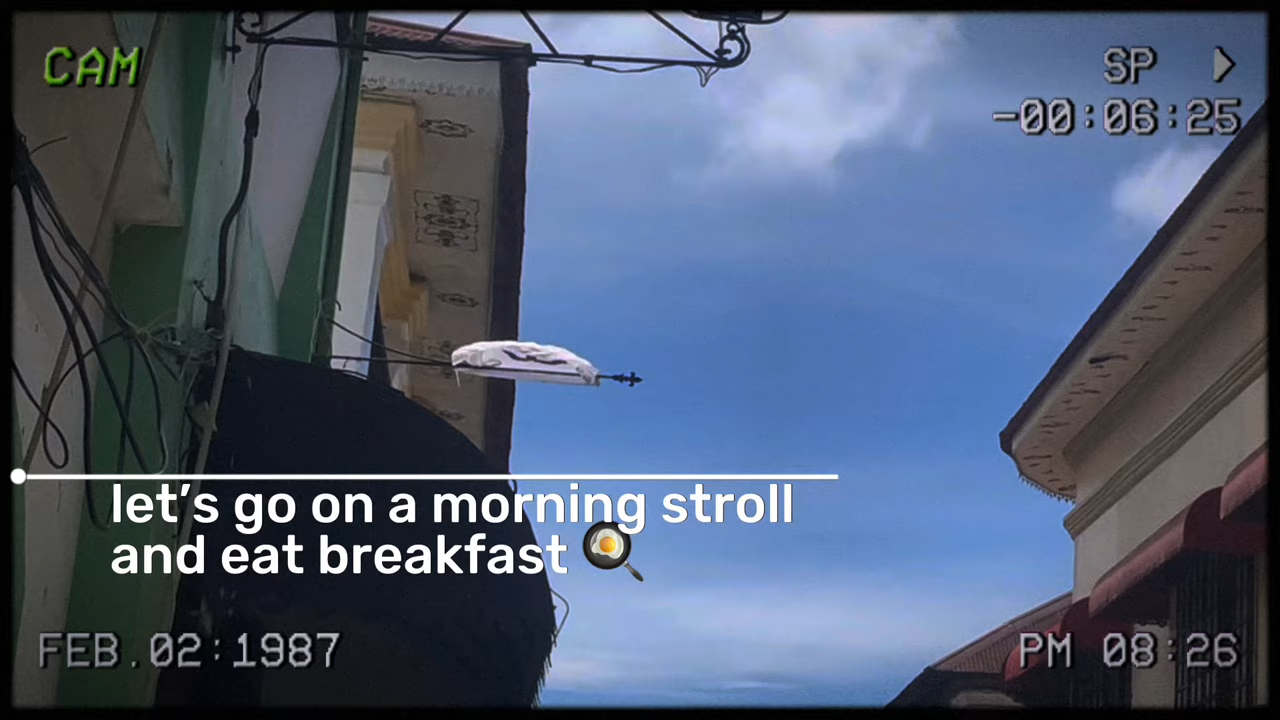 CAM
SP
-00:06:25
let's go on a morning stroll
and eat breakfast 🍳
FEB.02:1987
PM 08:26